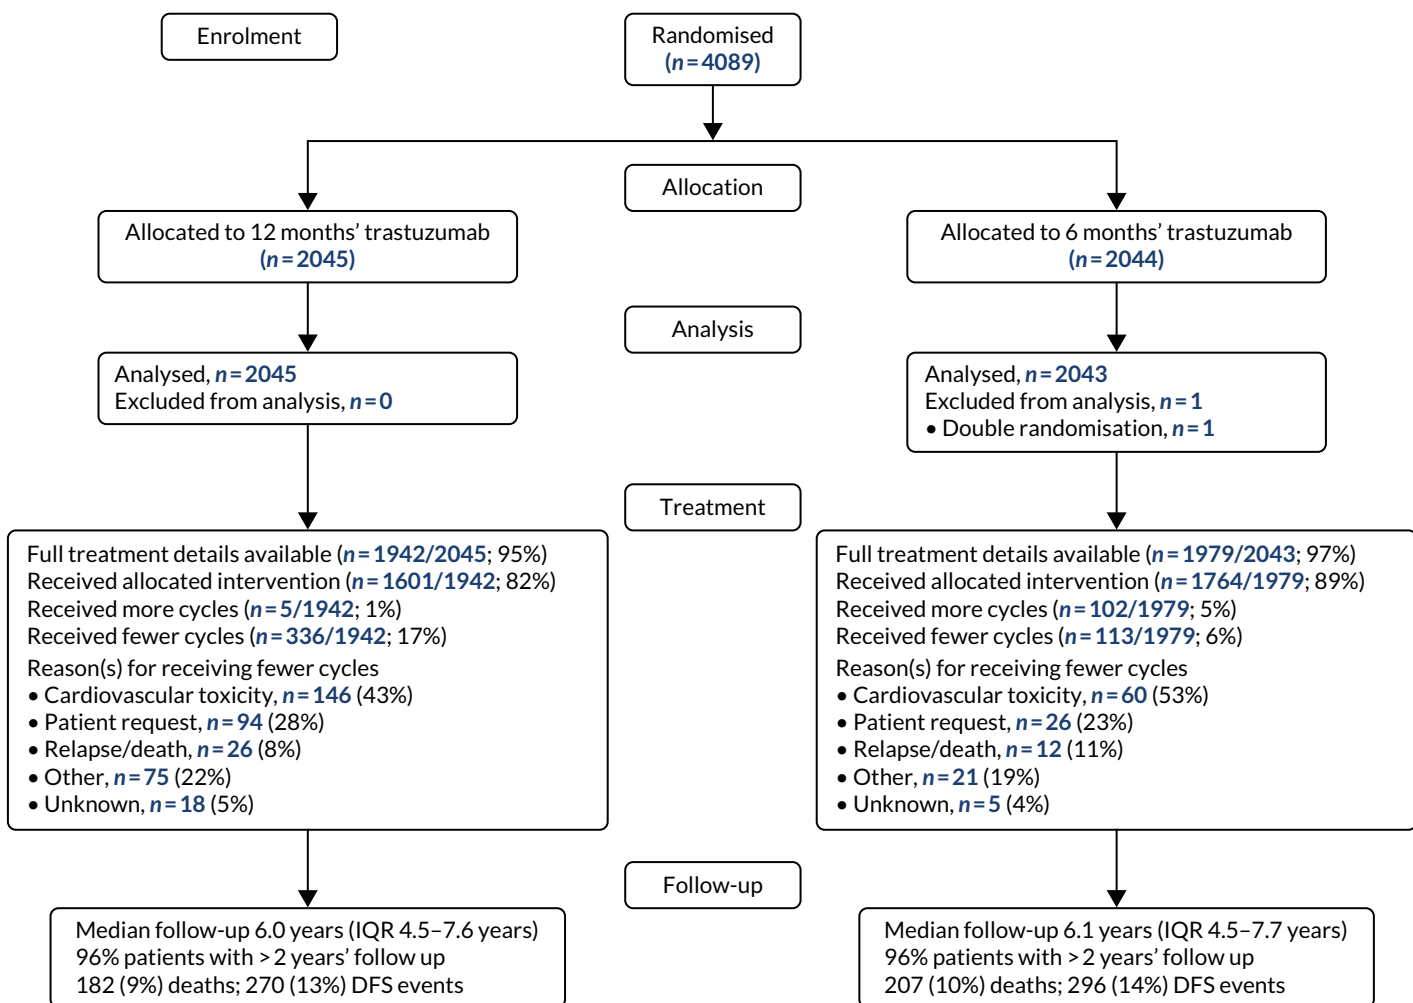 Enrolment
Randomised
(n=4089)
Allocation
Allocated to 12 months’ trastuzumab
(n=2045)
Allocated to 6 months’ trastuzumab
(n=2044)
Analysis
Analysed, n=2045
Excluded from analysis, n=0
Analysed, n=2043
Excluded from analysis, n=1
• Double randomisation, n=1
Treatment
Full treatment details available (n=1942/2045; 95%)
Received allocated intervention (n=1601/1942; 82%)
Received more cycles (n=5/1942; 1%)
Received fewer cycles (n=336/1942; 17%)
Reason(s) for receiving fewer cycles
• Cardiovascular toxicity, n=146 (43%)
• Patient request, n=94 (28%)
• Relapse/death, n=26 (8%)
• Other, n=75 (22%)
• Unknown, n=18 (5%)
Full treatment details available (n=1979/2043; 97%)
Received allocated intervention (n=1764/1979; 89%)
Received more cycles (n=102/1979; 5%)
Received fewer cycles (n=113/1979; 6%)
Reason(s) for receiving fewer cycles
• Cardiovascular toxicity, n=60 (53%)
• Patient request, n=26 (23%)
• Relapse/death, n=12 (11%)
• Other, n=21 (19%)
• Unknown, n=5 (4%)
Follow-up
Median follow-up 6.0 years (IQR 4.5–7.6 years)
96% patients with >2 years’ follow up
182 (9%) deaths; 270 (13%) DFS events
Median follow-up 6.1 years (IQR 4.5–7.7 years)
96% patients with >2 years’ follow up
207 (10%) deaths; 296 (14%) DFS events